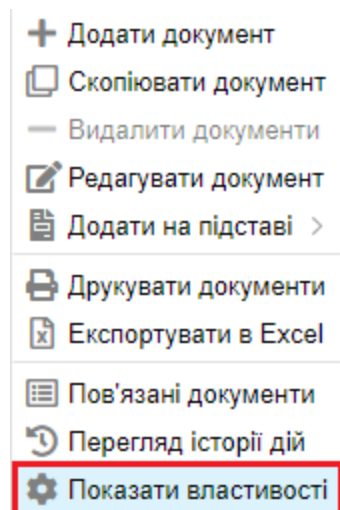 Додати документ
Скопіювати документ
Видалити документи
Редагувати документ
Додати на підставі
Друкувати документи
Експортувати в Excel
Пов'язані документи
Перегляд історії дій
Показати властивості